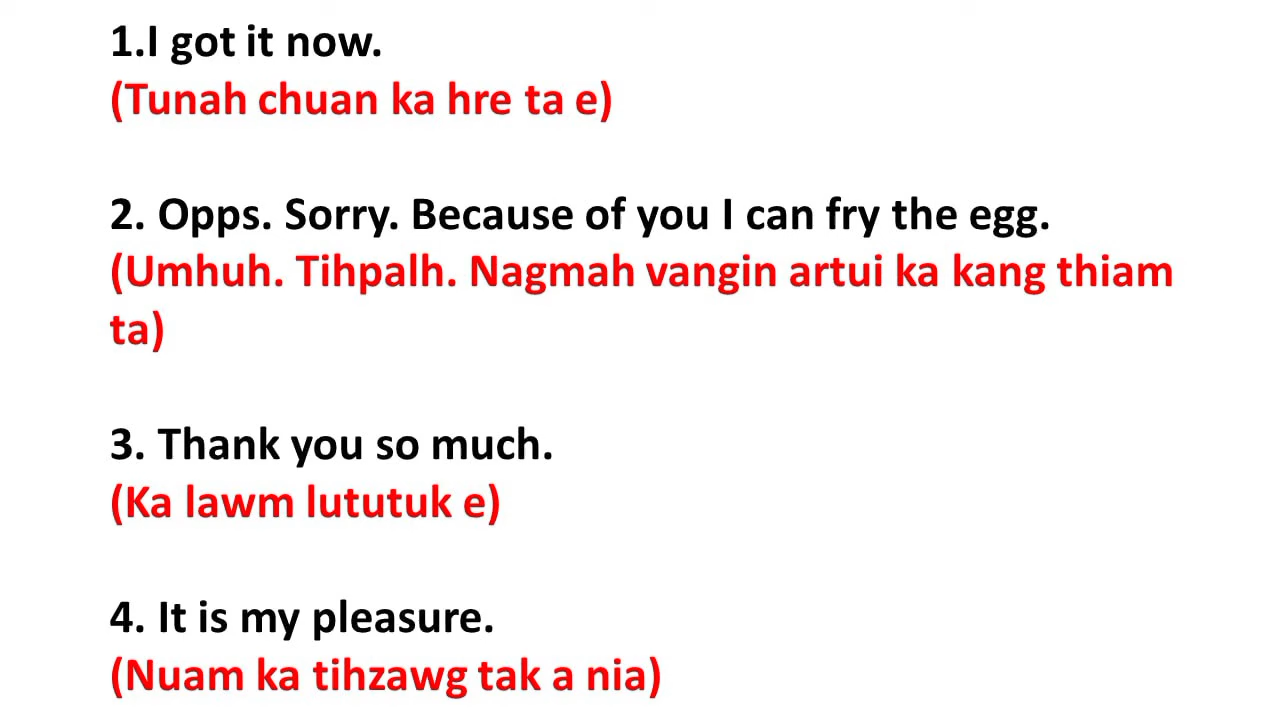 1.I got it now.
(Tunah chuan ka hre ta e)
2. Opps. Sorry. Because of you I can fry the egg.
(Umhuh. Tihpalh. Nagmah vangin artui ka kang thiam
ta)
3. Thank you so much.
(Ka lawm lututuk e)
4. It is my pleasure.
(Nuam ka tihzawg tak a nia)